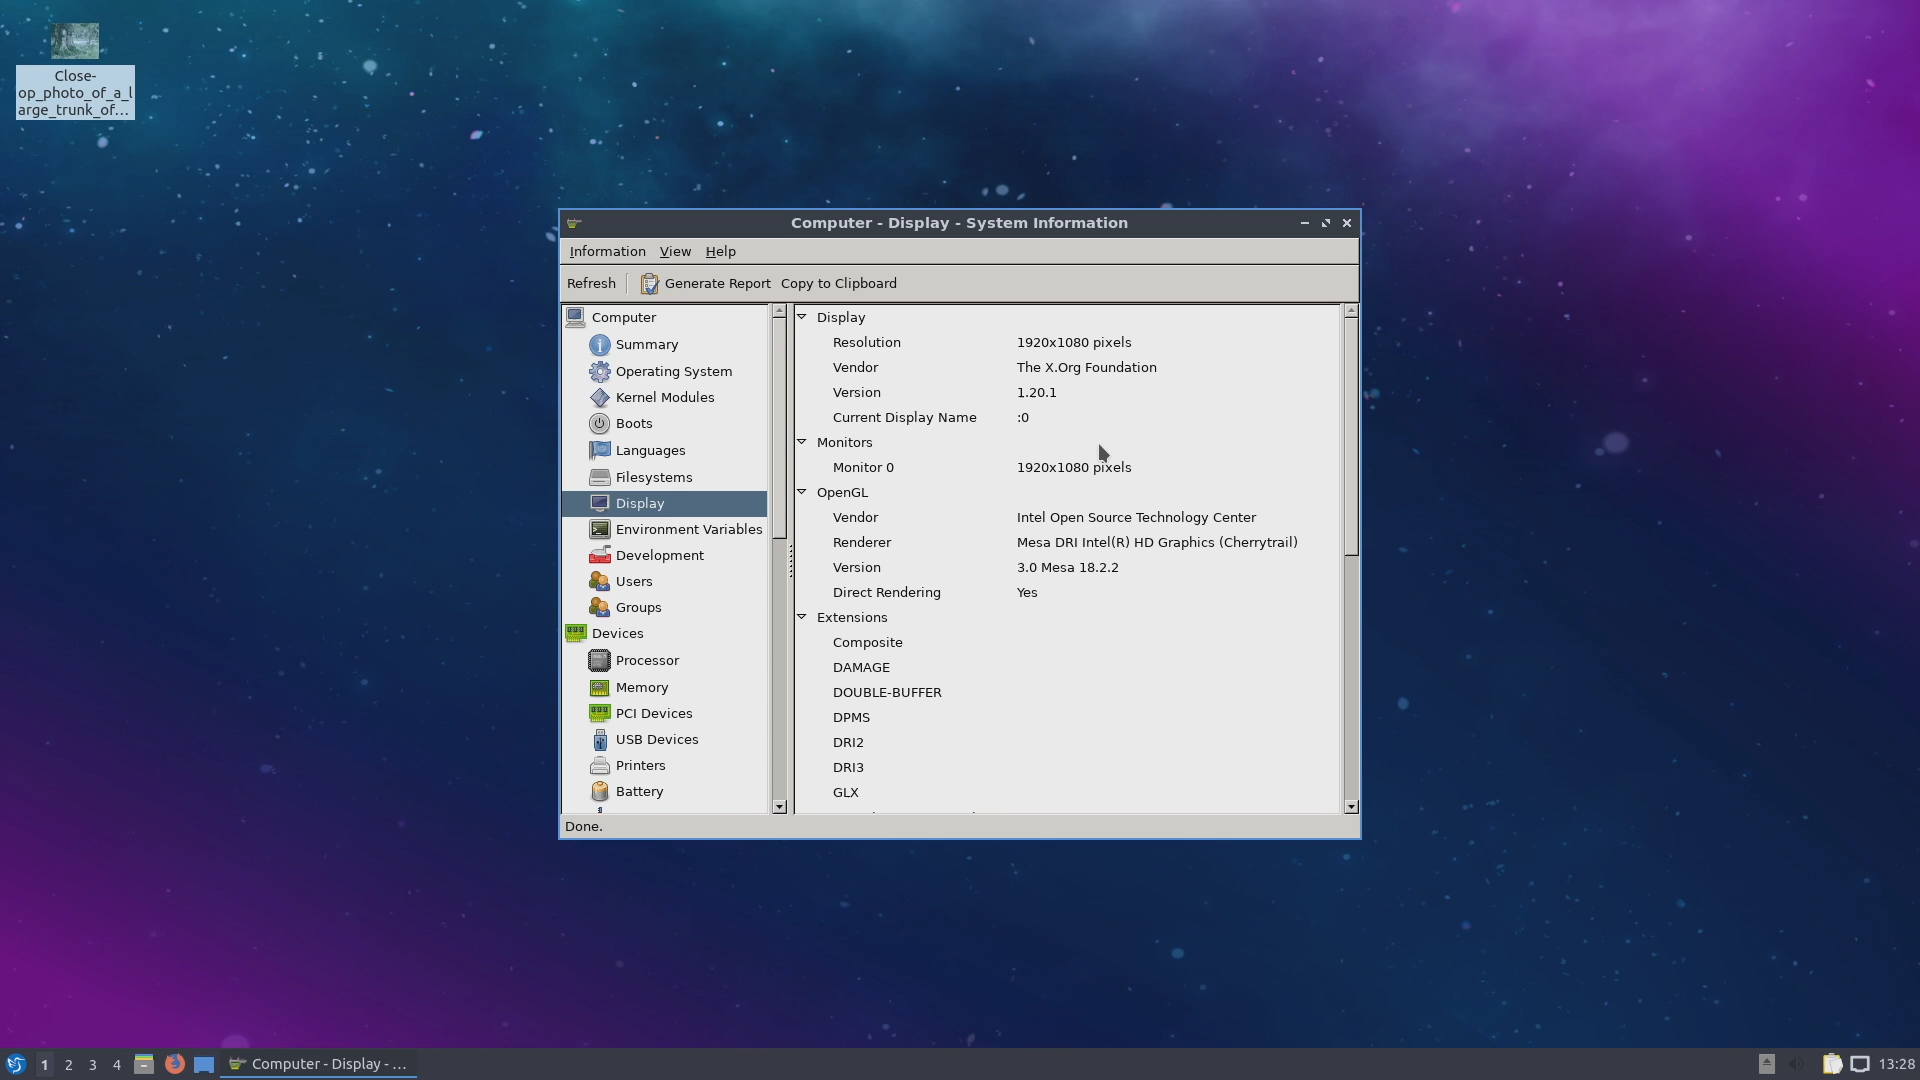 Close-
op_photo_of_a_l
arge_trunk_of...
Computer - Display - System Information
Information View Help
Refresh Generate Report Copy to Clipboard
Computer
Summary
Operating System
Kernel Modules
Boots
Languages
Filesystems
Display
Environment Variables
Development
Users
Groups
Devices
Processor
Memory
PCI Devices
USB Devices
Printers
Battery
Display
Resolution 1920x1080 pixels
Vendor The X.Org Foundation
Version 1.20.1
Current Display Name :0
Monitors
Monitor 0 1920x1080 pixels
OpenGL
Vendor Intel Open Source Technology Center
Renderer Mesa DRI Intel(R) HD Graphics (Cherrytrail)
Version 3.0 Mesa 18.2.2
Direct Rendering Yes
Extensions
Composite
DAMAGE
DOUBLE-BUFFER
DPMS
DRI2
DRI3
GLX
Done.
1 2 3 4 Computer - Display - ... 13:28